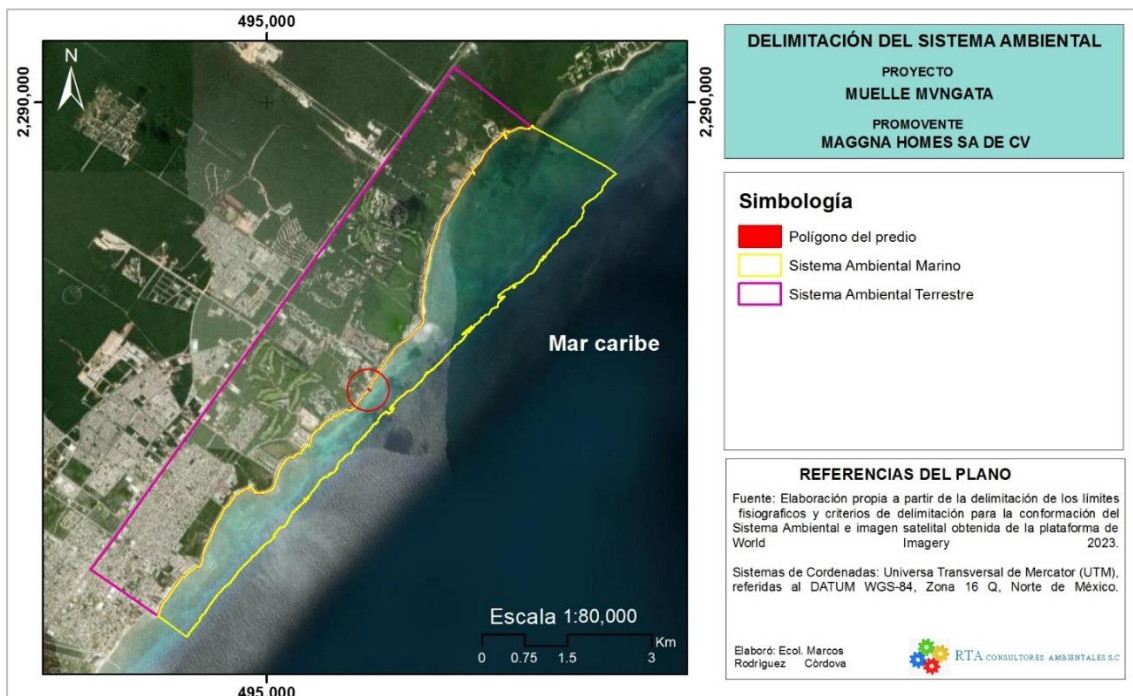 495,000
N
2,290,000
2,290,000
Mar caribe
Escala 1:80,000
Km
0 0.75 1.5 3
495,000
DELIMITACIÓN DEL SISTEMA AMBIENTAL
PROYECTO
MUELLE MVNGATA
PROMOVENTE
MAGGNA HOMES SA DE CV
Simbología
Polígono del predio
Sistema Ambiental Marino
Sistema Ambiental Terrestre
REFERENCIAS DEL PLANO
Fuente: Elaboración propia a partir de la delimitación de los límites
fisiograficos y criterios de delimitación para la conformación del
Sistema Ambiental e imagen satelital obtenida de la plataforma de
World Imagery 2023.
Sistemas de Cordenadas: Universa Transversal de Mercator (UTM),
referidas al DATUM WGS-84, Zona 16 Q, Norte de México.
Elaboró: Ecol. Marcos
Rodríguez Córdova
RTA CONSULTORES AMBIENTALES S.C